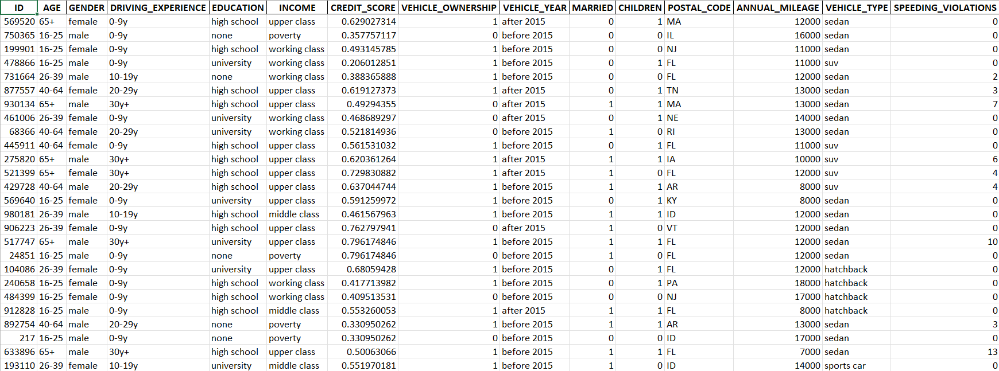 ID AGE GENDER DRIVING_EXPERIENCE EDUCATION INCOME CREDIT_SCORE VEHICLE_OWNERSHIP VEHICLE_YEAR MARRIED CHILDREN POSTAL_CODE ANNUAL_MILEAGE VEHICLE_TYPE SPEEDING_VIOLATIONS
569520 65+ female 0-9y high school upper class 0.629027314 1 after 2015 0 1 MA 12000 sedan 0
750365 16-25 male 0-9y none poverty 0.357757117 0 before 2015 0 0 IL 16000 sedan 0
199901 16-25 female 0-9y high school working class 0.493145785 1 before 2015 0 0 NJ 11000 sedan 0
478866 16-25 male 0-9y university working class 0.206012851 1 before 2015 0 1 FL 11000 suv 0
731664 26-39 male 10-19y none working class 0.388365888 1 before 2015 0 0 FL 12000 sedan 2
877557 40-64 female 20-29y high school upper class 0.619127373 1 after 2015 0 1 TN 13000 sedan 3
930134 65+ male 30y+ high school upper class 0.49294355 0 after 2015 1 1 MA 13000 sedan 7
461006 26-39 female 0-9y university working class 0.468689297 0 after 2015 0 1 NE 14000 sedan 0
68366 40-64 female 20-29y university working class 0.521814936 0 before 2015 1 0 RI 13000 sedan 0
445911 40-64 female 0-9y high school upper class 0.561531032 1 before 2015 0 1 FL 11000 suv 0
275820 65+ male 30y+ high school upper class 0.620361264 1 after 2015 1 1 IA 10000 suv 6
521399 65+ female 30y+ high school upper class 0.729830882 1 after 2015 1 0 FL 12000 suv 4
429728 40-64 male 20-29y high school upper class 0.637044744 1 before 2015 1 1 AR 8000 suv 4
569640 16-25 female 0-9y university upper class 0.591259972 1 before 2015 0 1 KY 8000 sedan 0
980181 26-39 male 10-19y high school middle class 0.461567963 1 before 2015 1 1 ID 12000 sedan 0
906223 26-39 female 0-9y high school upper class 0.762797941 0 after 2015 1 0 VT 12000 sedan 0
517747 65+ male 30y+ university upper class 0.796174846 1 before 2015 1 1 FL 12000 sedan 10
24851 16-25 male 0-9y none poverty 0.796174846 0 before 2015 1 0 FL 12000 sedan 0
104086 26-39 female 0-9y university upper class 0.68059428 1 before 2015 0 1 FL 12000 hatchback 0
240658 16-25 female 0-9y high school working class 0.417713982 1 before 2015 0 1 PA 18000 hatchback 0
484399 16-25 female 0-9y high school working class 0.409513531 0 before 2015 0 0 NJ 17000 hatchback 0
912828 16-25 male 0-9y high school middle class 0.553260053 1 after 2015 1 1 FL 8000 hatchback 0
892754 40-64 male 20-29y none poverty 0.330950262 1 before 2015 1 1 AR 13000 sedan 3
217 16-25 male 0-9y none poverty 0.330950262 0 before 2015 0 0 ID 17000 sedan 0
633896 65+ male 30y+ high school upper class 0.50063066 1 before 2015 1 1 FL 7000 sedan 13
193110 26-39 female 10-19y university middle class 0.551970181 1 before 2015 1 0 ID 14000 sports car 0